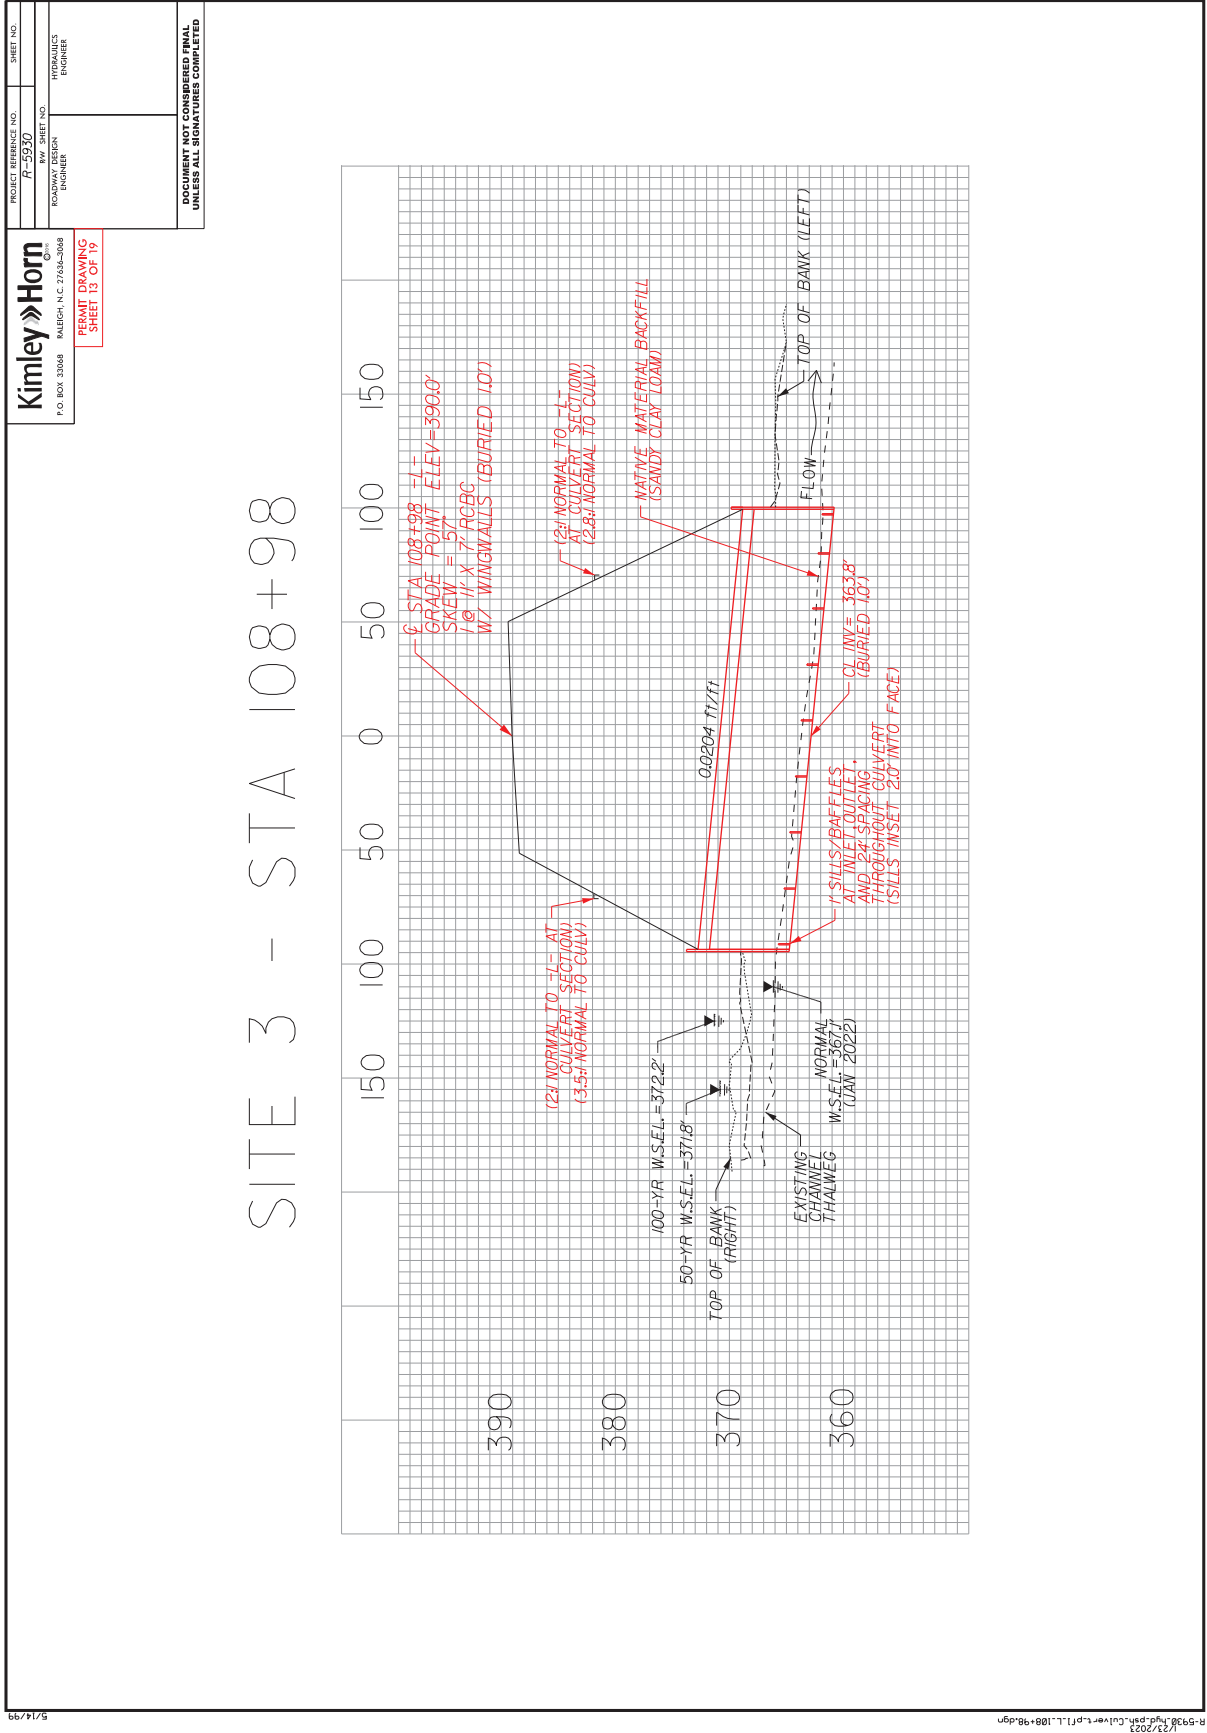 PROJECT REFERENCE NO.
SHEET NO.
R-5930
RW SHEET NO.
ROADWAY DESIGN
ENGINEER
HYDRAULICS
ENGINEER
DOCUMENT NOT CONSIDERED FINAL
UNLESS ALL SIGNATURES COMPLETED
Kimley»Horn
P.O. BOX 33068 RALEIGH, N.C. 27636-3068
PERMIT DRAWING
SHEET 13 OF 19
SITE 3 - STA 108+98
150 100 50 0 50 100 150
℄ STA 108+98 -L-
GRADE POINT ELEV=390.0'
SKEW = 57°
1 @ 11' X 7' RCBC
W/ WINGWALLS (BURIED 1.0')
(2:1 NORMAL TO -L- AT
CULVERT SECTION)
(3.5:1 NORMAL TO CULV)
(2:1 NORMAL TO -L-
AT CULVERT SECTION)
(2.8:1 NORMAL TO CULV)
NATIVE MATERIAL BACKFILL
(SANDY CLAY LOAM)
100-YR W.S.EL.=372.2'
50-YR W.S.EL.=371.8'
TOP OF BANK
(RIGHT)
0.0204 ft/ft
TOP OF BANK (LEFT)
FLOW
EXISTING
CHANNEL
THALWEG
NORMAL
W.S.EL.=367.1'
(JAN 2022)
1' SILLS/BAFFLES
AT INLET, OUTLET,
AND 24' SPACING
THROUGHOUT CULVERT
(SILLS INSET 2.0' INTO FACE)
CL INV= 363.8'
(BURIED 1.0')
390
380
370
360
5/14/99
1/23/2023
R-5930_hyd_psh_Culvert_pfl_L_108+98.dgn